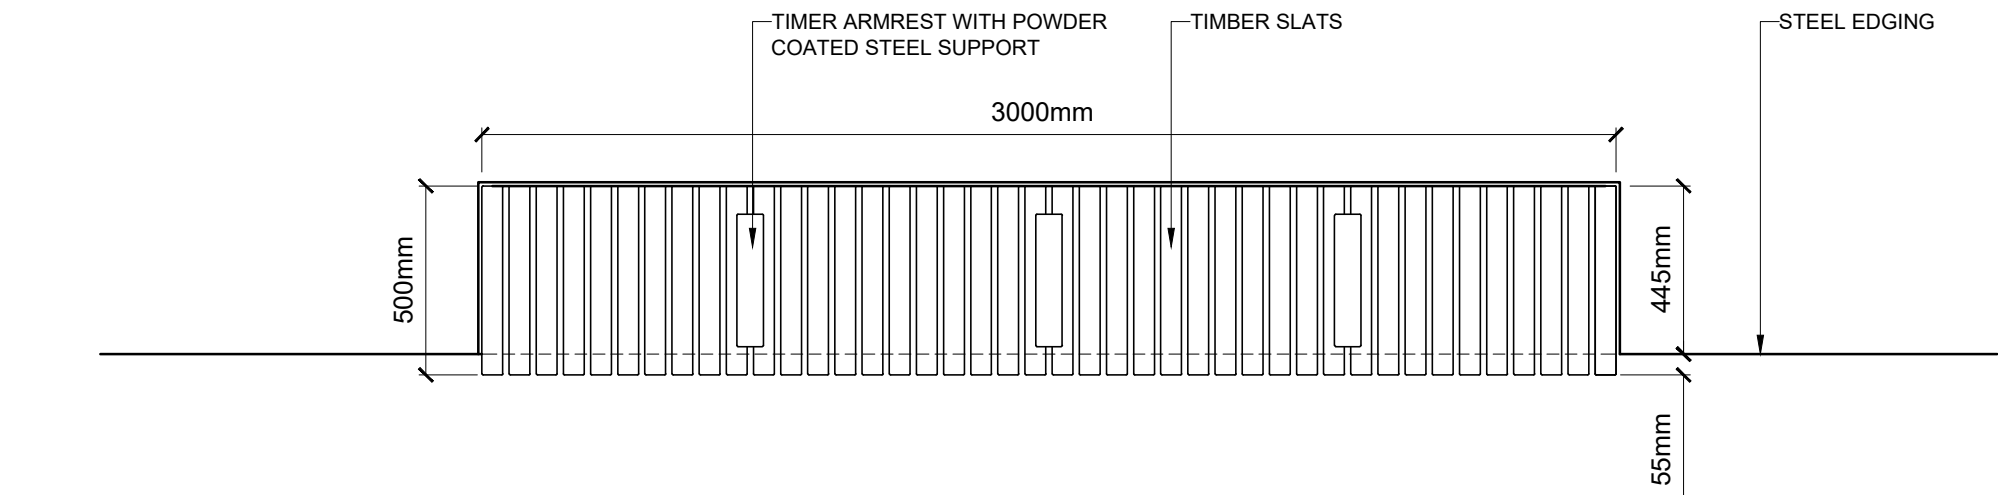 TIMER ARMREST WITH POWDER
COATED STEEL SUPPORT
TIMBER SLATS
STEEL EDGING
3000mm
500mm
445mm
55mm